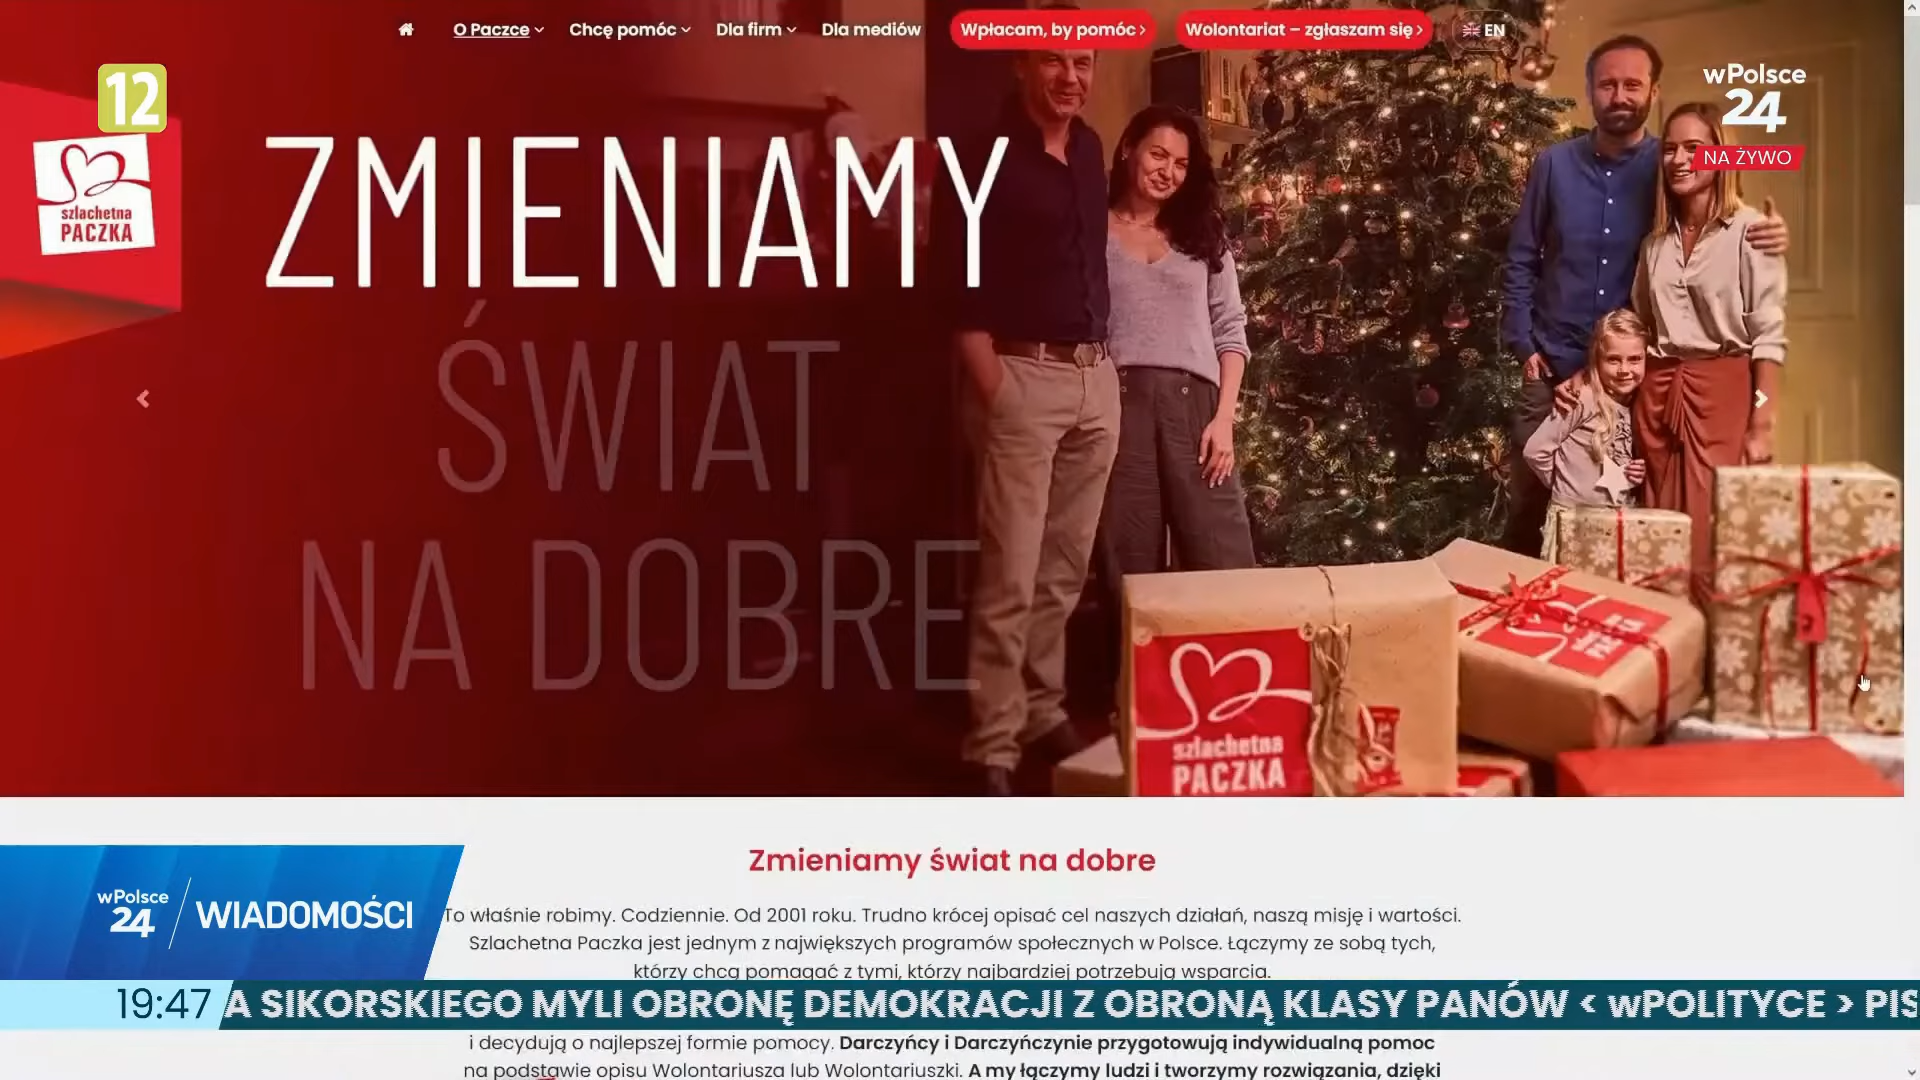 O Paczce
Chcę pomóc
Dla firm
Dla mediów
Wpłacam, by pomóc
Wolontariat – zgłaszam się
EN
12
wPolsce
24
NA ŻYWO
szlachetna
PACZKA
ZMIENIAMY
ŚWIAT
NA DOBRE
szlachetna
PACZKA
Zmieniamy świat na dobre
To właśnie robimy. Codziennie. Od 2001 roku. Trudno krócej opisać cel naszych działań, naszą misję i wartości.
Szlachetna Paczka jest jednym z największych programów społecznych w Polsce. Łączymy ze sobą tych,
którzy chcą pomagać z tymi, którzy najbardziej potrzebują wsparcia.
wPolsce
24
WIADOMOŚCI
19:47
A SIKORSKIEGO MYLI OBRONĘ DEMOKRACJI Z OBRONĄ KLASY PANÓW < wPOLITYCE > PIS
i decydują o najlepszej formie pomocy. Darczyńcy i Darczyńczynie przygotowują indywidualną pomoc
na podstawie opisu Wolontariusza lub Wolontariuszki. A my łączymy ludzi i tworzymy rozwiązania, dzięki